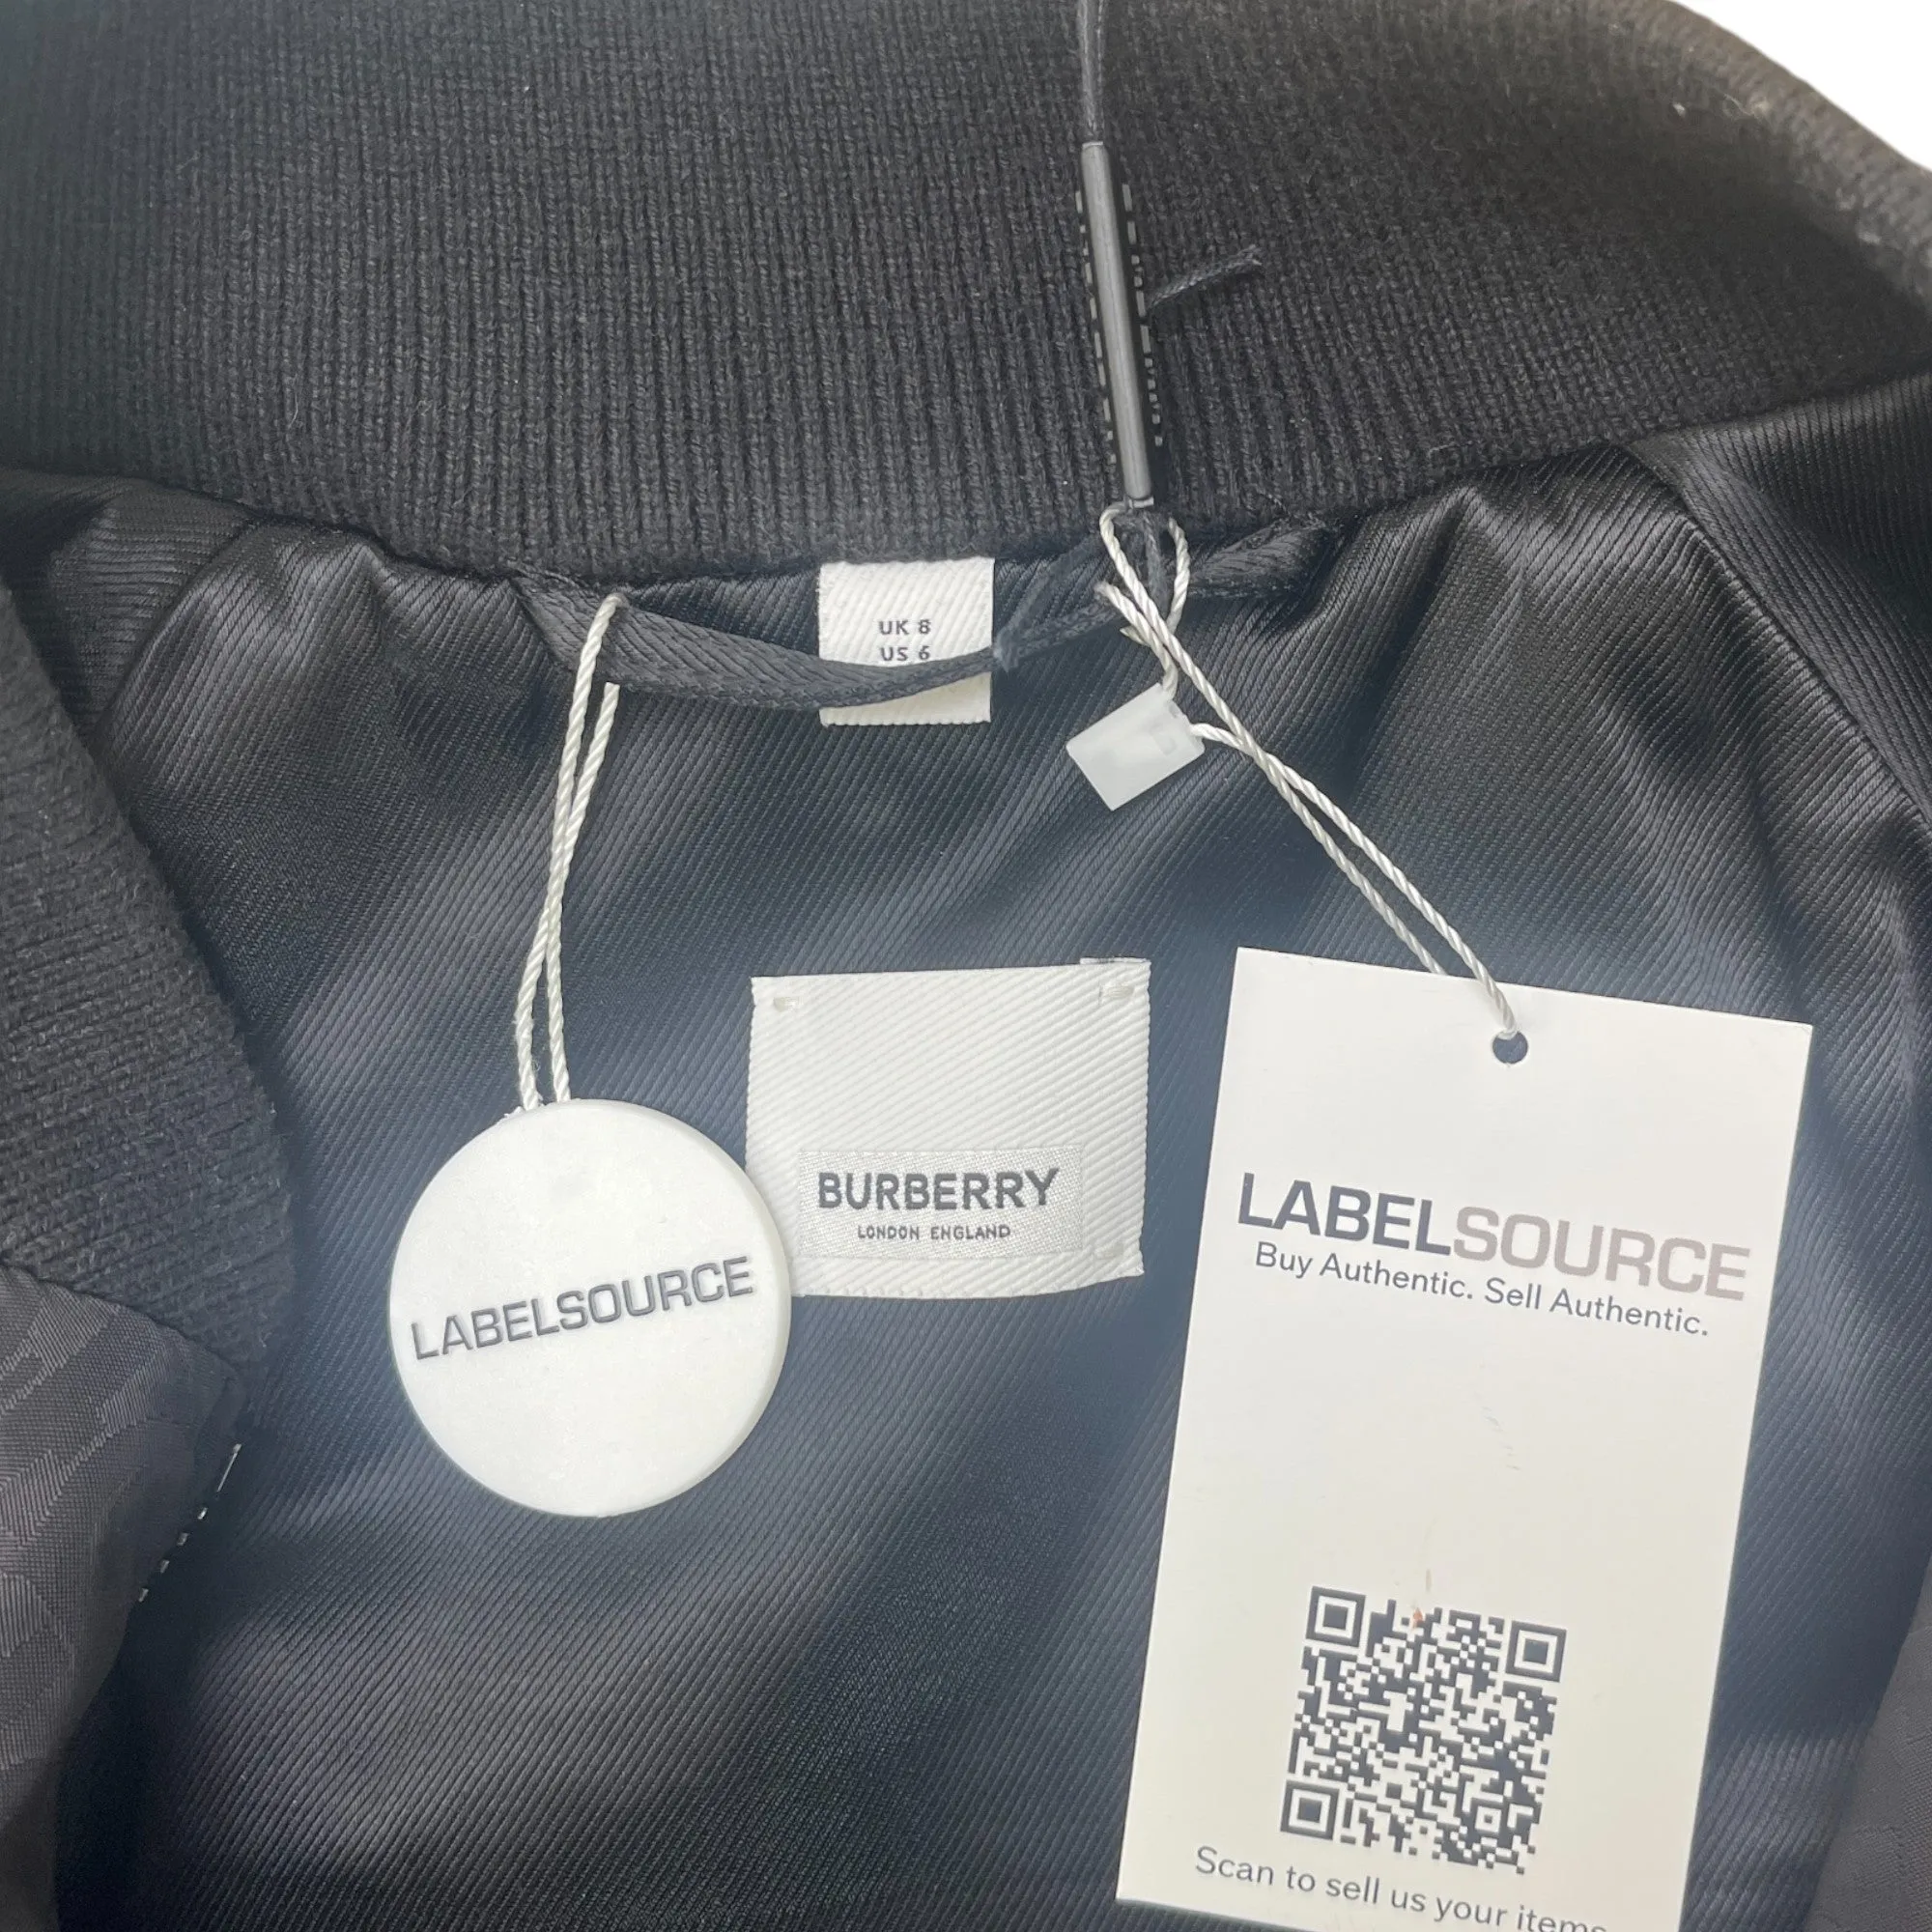 UK 8
US 6
BURBERRY
LONDON ENGLAND
LABELSOURCE
LABELSOURCE
Buy Authentic. Sell Authentic.
Scan to sell us your items